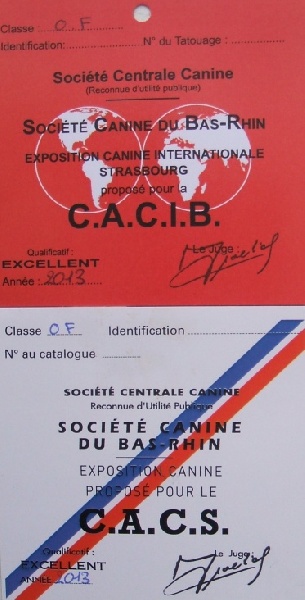 Classe O.F
Identification: N° du Tatouage :
Société Centrale Canine
(Reconnue d'utilité publique)
SOCIÉTÉ CANINE DU BAS-RHIN
EXPOSITION CANINE INTERNATIONALE
STRASBOURG
proposé pour la
C.A.C.I.B.
Qualificatif : Le Juge :
EXCELLENT
Année : 2013
Classe O.F Identification
N° au catalogue
SOCIÉTÉ CENTRALE CANINE
Reconnue d'Utilité Publique
SOCIÉTÉ CANINE
DU BAS-RHIN
EXPOSITION CANINE
PROPOSÉ POUR LE
C.A.C.S.
Qualificatif : Le Juge:
EXCELLENT
ANNÉE 2013